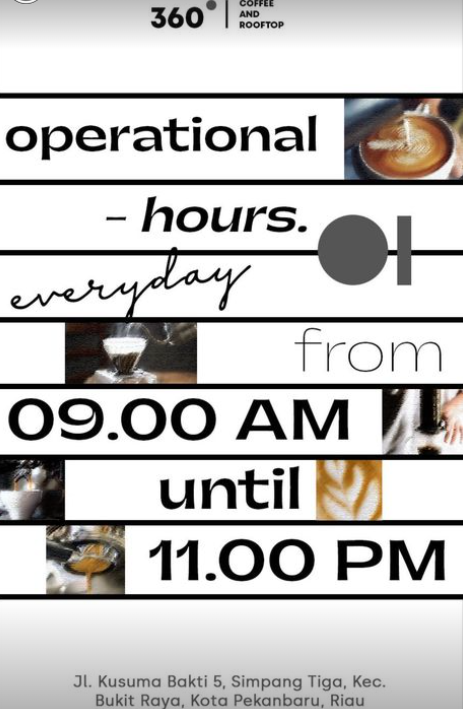 360°
COFFEE
AND
ROOFTOP
operational
- hours.
everyday
from
09.00 AM
until
11.00 PM
Jl. Kusuma Bakti 5, Simpang Tiga, Kec.
Bukit Raya, Kota Pekanbaru, Riau